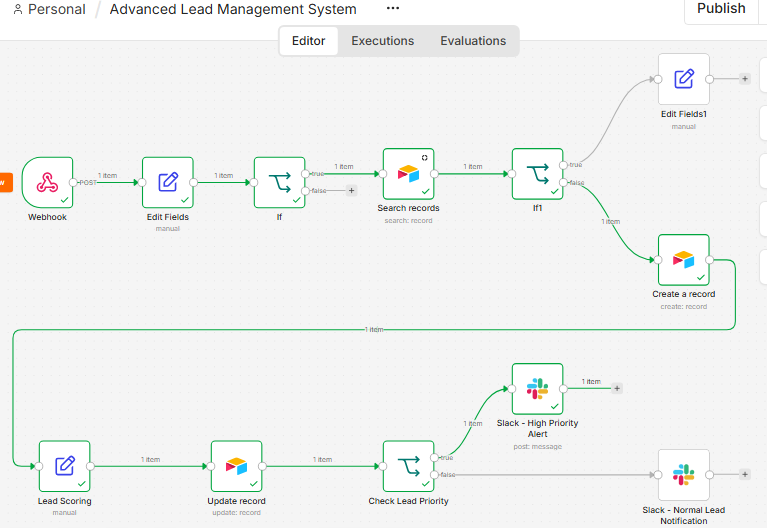 Personal / Advanced Lead Management System ...
Publish
Editor Executions Evaluations
Edit Fields1
manual
POST
1 item
1 item
true
false
1 item
1 item
true
false
Webhook
Edit Fields
manual
If
Search records
search: record
If1
1 item
Create a record
create: record
1 item
1 item
Slack - High Priority
Alert
post: message
1 item
1 item
1 item
true
false
Lead Scoring
manual
Update record
update: record
Check Lead Priority
Slack - Normal Lead
Notification